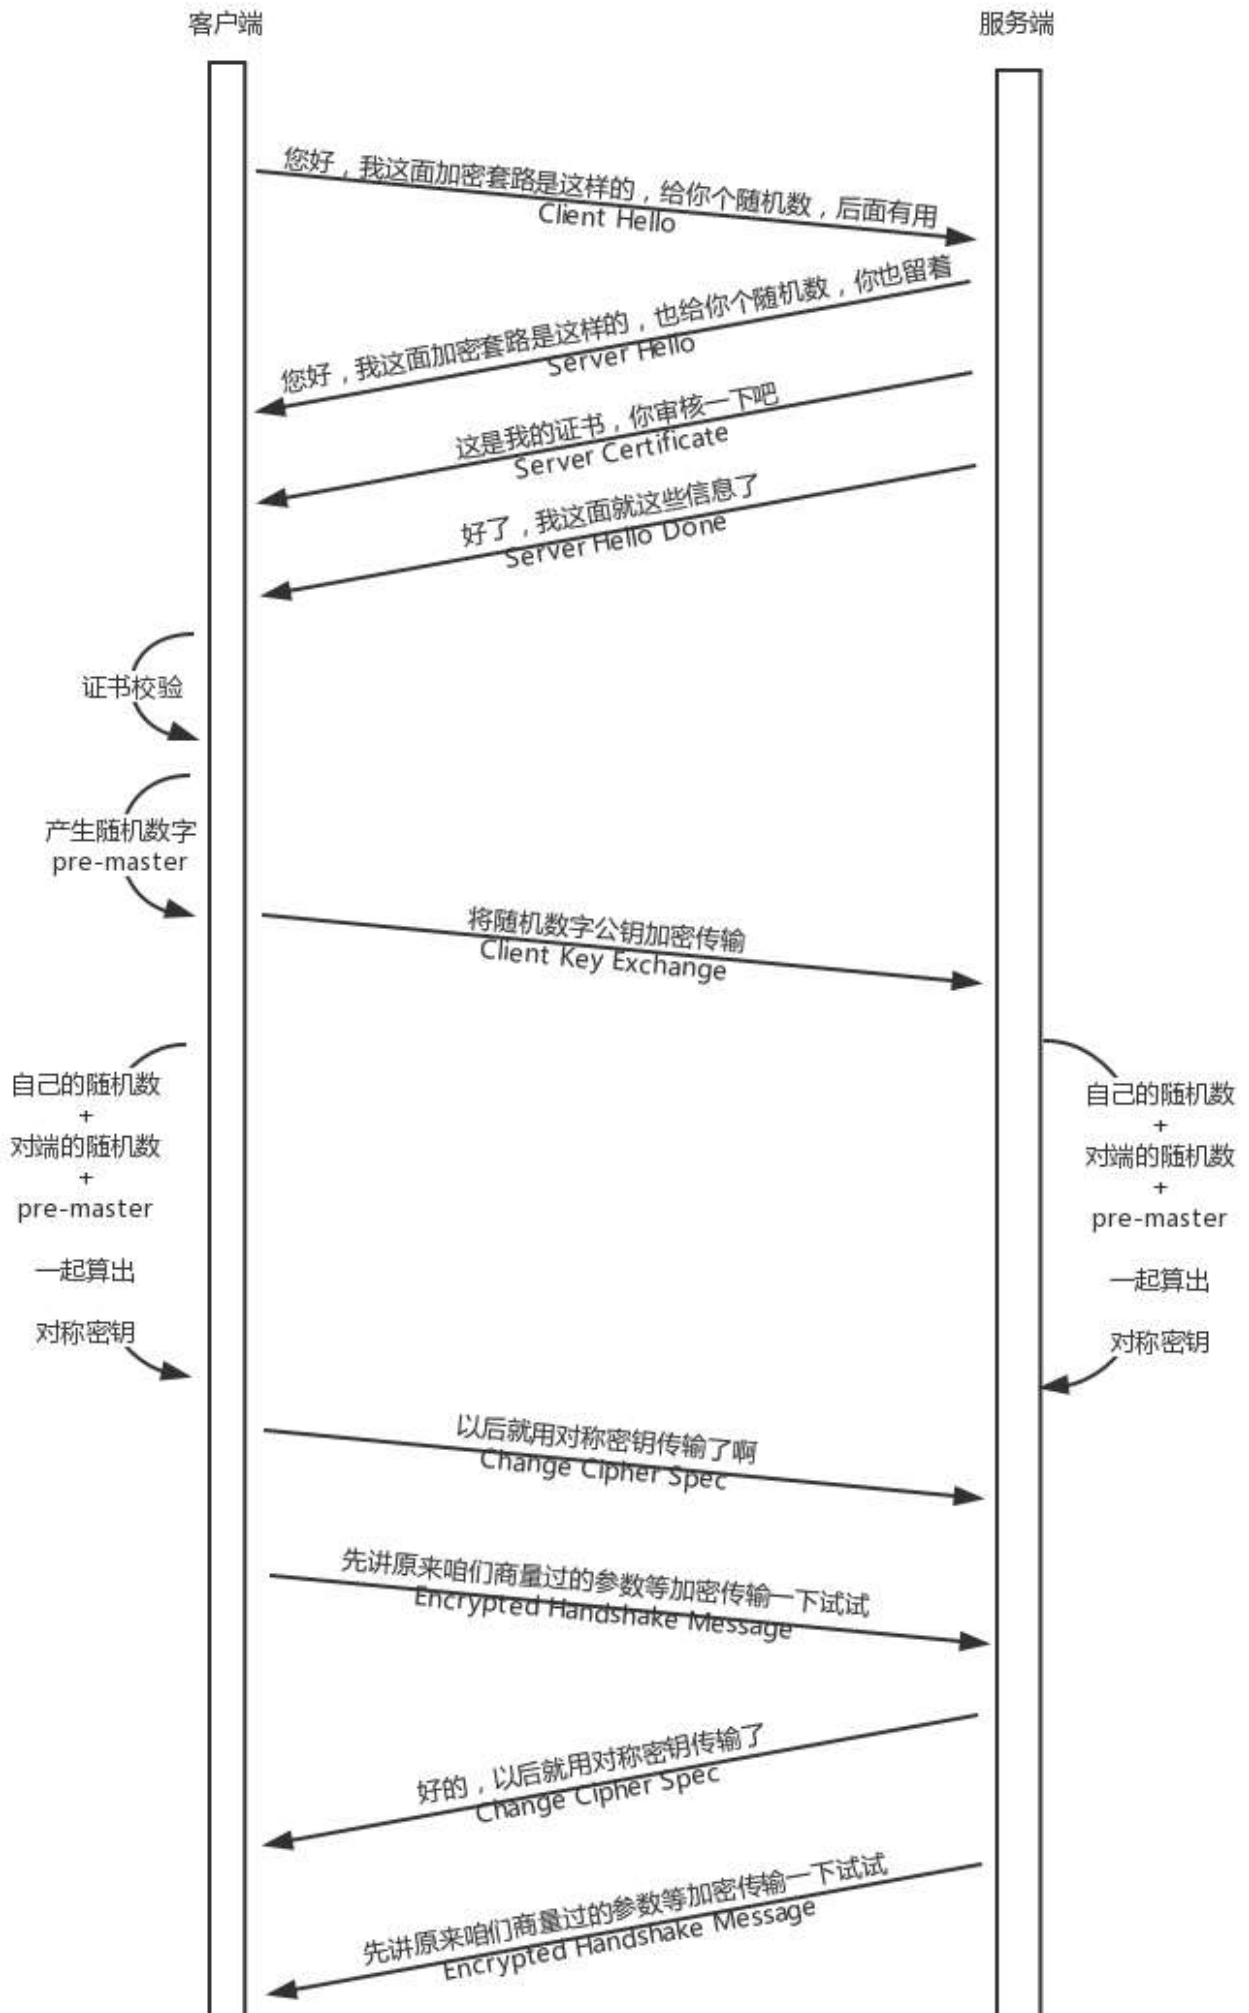 客户端
服务端
您好，我这面加密套路是这样的，给你个随机数，后面有用
Client Hello
您好，我这面加密套路是这样的，也给你个随机数，你也留着
Server Hello
这是我的证书，你审核一下吧
Server Certificate
好了，我这面就这些信息了
Server Hello Done
证书校验
产生随机数字
pre-master
将随机数字公钥加密传输
Client Key Exchange
自己的随机数
+
对端的随机数
+
pre-master
一起算出
对称密钥
自己的随机数
+
对端的随机数
+
pre-master
一起算出
对称密钥
以后就用对称密钥传输了啊
Change Cipher Spec
先讲原来咱们商量过的参数等加密传输一下试试
Encrypted Handshake Message
好的，以后就用对称密钥传输了
Change Cipher Spec
先讲原来咱们商量过的参数等加密传输一下试试
Encrypted Handshake Message